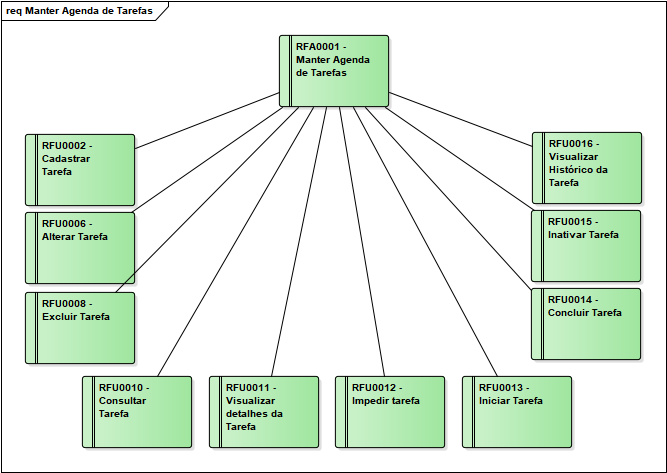 req Manter Agenda de Tarefas
RFA0001 -
Manter Agenda
de Tarefas
RFU0002 -
Cadastrar
Tarefa
RFU0016 -
Visualizar
Histórico da
Tarefa
RFU0006 -
Alterar Tarefa
RFU0015 -
Inativar Tarefa
RFU0008 -
Excluir Tarefa
RFU0014 -
Concluir Tarefa
RFU0010 -
Consultar
Tarefa
RFU0011 -
Visualizar
detalhes da
Tarefa
RFU0012 -
Impedir tarefa
RFU0013 -
Iniciar Tarefa